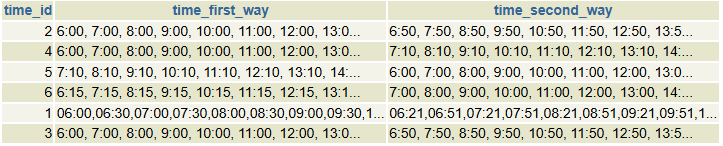 time_id time_first_way time_second_way
2 6:00, 7:00, 8:00, 9:00, 10:00, 11:00, 12:00, 13:0... 6:50, 7:50, 8:50, 9:50, 10:50, 11:50, 12:50, 13:5...
4 6:00, 7:00, 8:00, 9:00, 10:00, 11:00, 12:00, 13:0... 7:10, 8:10, 9:10, 10:10, 11:10, 12:10, 13:10, 14:...
5 7:10, 8:10, 9:10, 10:10, 11:10, 12:10, 13:10, 14:... 6:00, 7:00, 8:00, 9:00, 10:00, 11:00, 12:00, 13:0...
6 6:15, 7:15, 8:15, 9:15, 10:15, 11:15, 12:15, 13:1... 7:00, 8:00, 9:00, 10:00, 11:00, 12:00, 13:00, 14:...
1 06:00,06:30,07:00,07:30,08:00,08:30,09:00,09:30,1... 06:21,06:51,07:21,07:51,08:21,08:51,09:21,09:51,1...
3 6:00, 7:00, 8:00, 9:00, 10:00, 11:00, 12:00, 13:0... 6:50, 7:50, 8:50, 9:50, 10:50, 11:50, 12:50, 13:5...